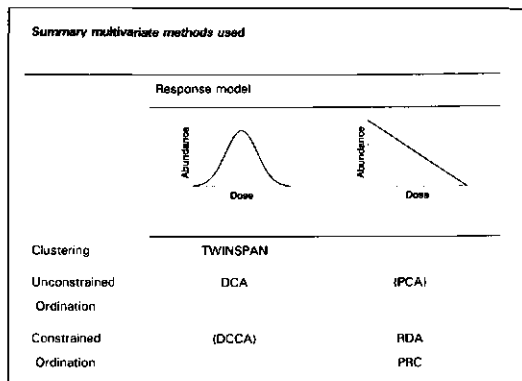 Summary multivariate methods used
Response model
Abundance
Dose
Abundance
Doss
Clustering TWINSPAN
Unconstrained DCA (PCA)
Ordination
Constrained (DCCA) RDA
Ordination PRC